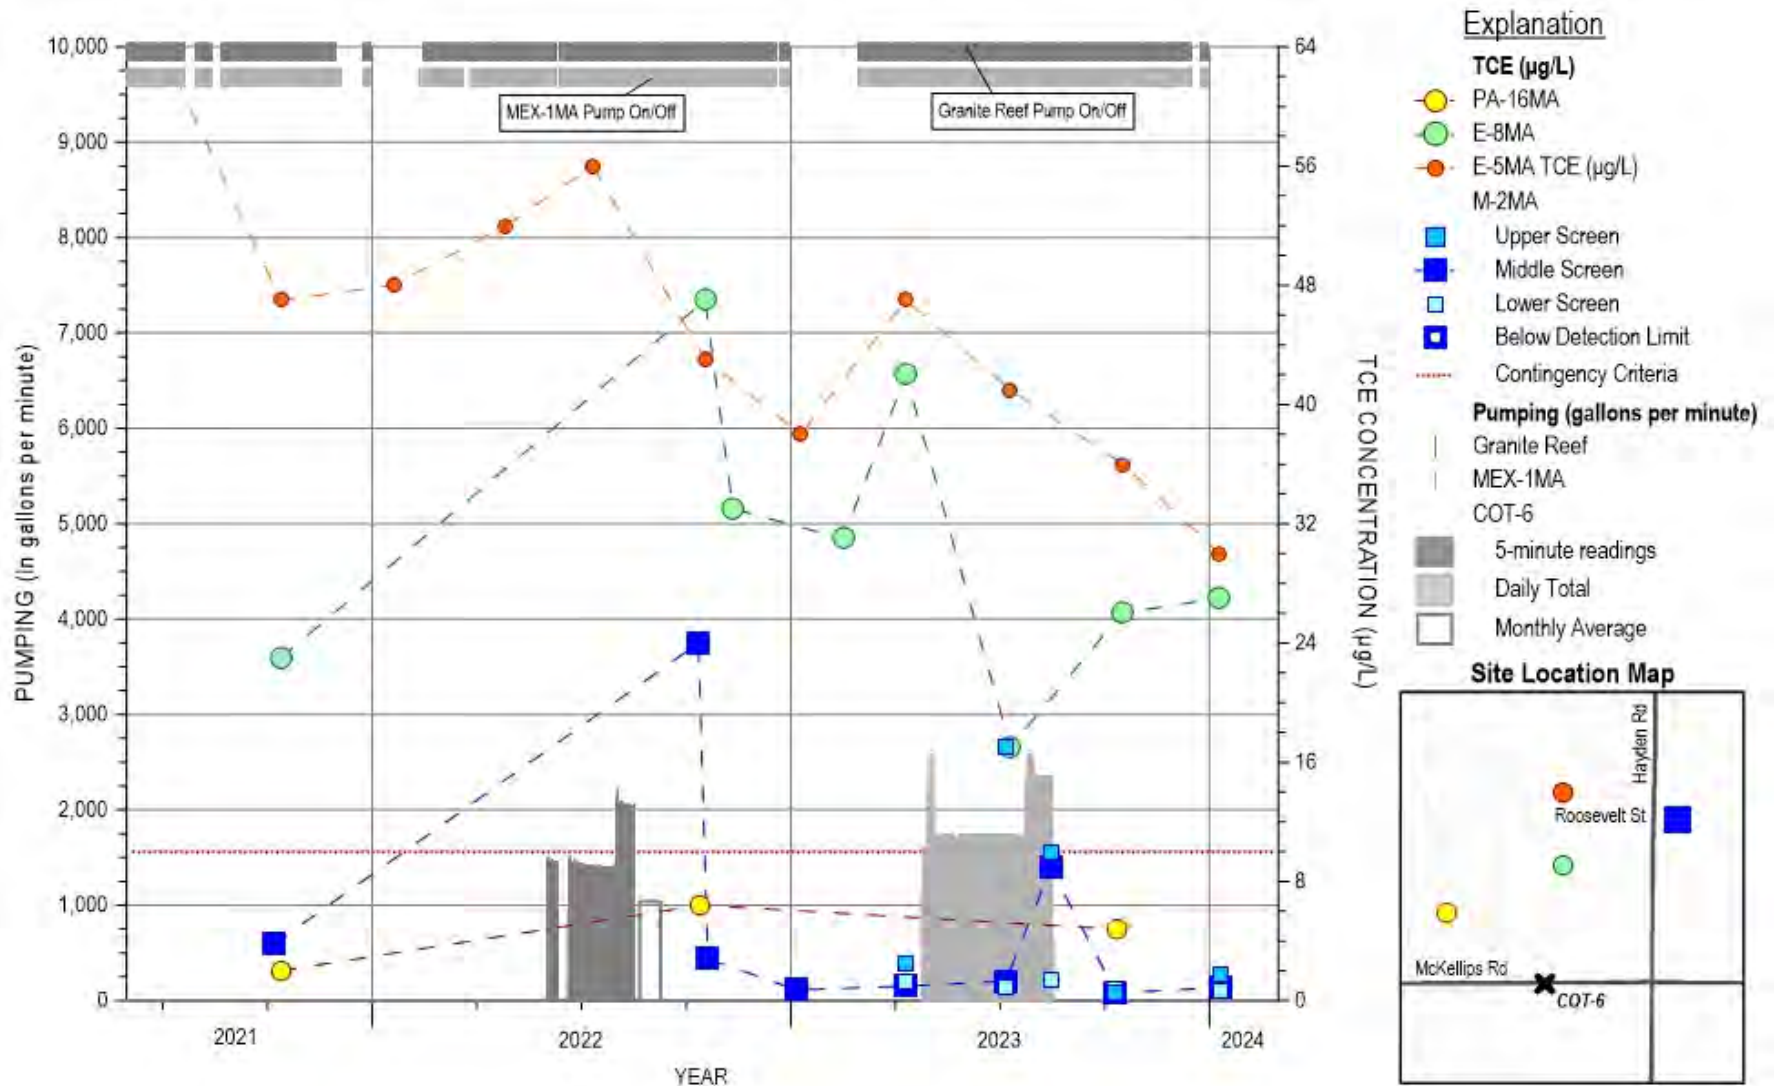 Explanation
TCE (µg/L)
PA-16MA
E-8MA
E-5MA TCE (µg/L)
M-2MA
Upper Screen
Middle Screen
Lower Screen
Below Detection Limit
Contingency Criteria
Pumping (gallons per minute)
Granite Reef
MEX-1MA
COT-6
5-minute readings
Daily Total
Monthly Average
Site Location Map
Hayden Rd
Roosevelt St
McKellips Rd
COT-6
PUMPING (In gallons per minute)
10,000
9,000
8,000
7,000
6,000
5,000
4,000
3,000
2,000
1,000
0
MEX-1MA Pump On/Off
Granite Reef Pump On/Off
64
56
48
40
32
24
16
8
0
TCE CONCENTRATION (µg/L)
2021
2022
2023
2024
YEAR